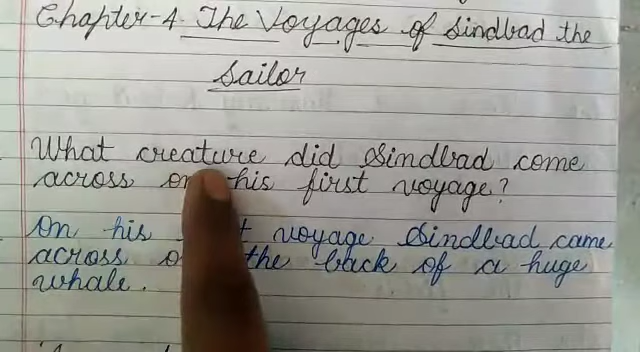 Chapter-4 The Voyages of Sindbad the
Sailor
What creature did Sindbad come
across on his first voyage?
On his voyage Sindbad came
across the back of a huge
whale.